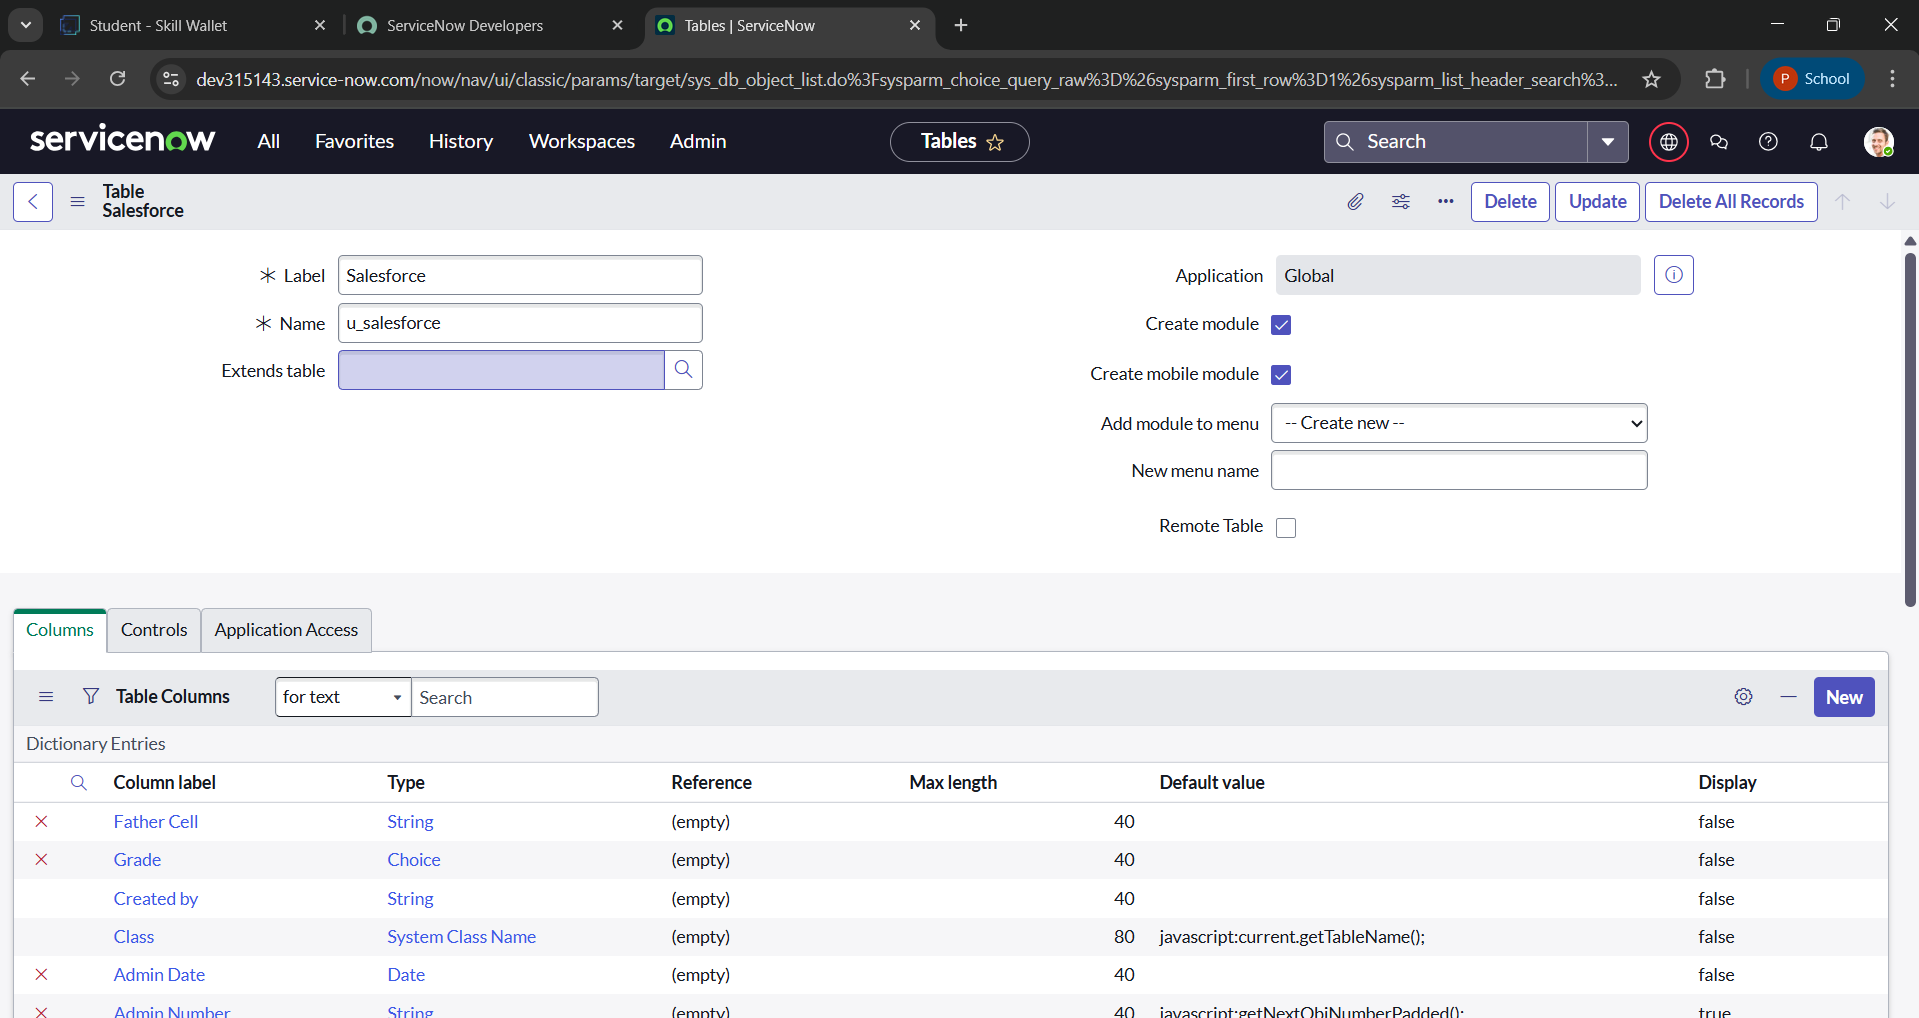 Student - Skill Wallet
ServiceNow Developers
Tables | ServiceNow
dev315143.service-now.com/now/nav/ui/classic/params/target/sys_db_object_list.do%3Fsysparm_choice_query_raw%3D%26sysparm_first_row%3D1%26sysparm_list_header_search%3...
P School
servicenow
All
Favorites
History
Workspaces
Admin
Tables
Search
Table
Salesforce
Delete
Update
Delete All Records
Label
Salesforce
Name
u_salesforce
Extends table
Application
Global
Create module
Create mobile module
Add module to menu
-- Create new --
New menu name
Remote Table
Columns
Controls
Application Access
Table Columns
for text
Search
New
Dictionary Entries
Column label Type Reference Max length Default value Display
Father Cell String (empty) 40 false
Grade Choice (empty) 40 false
Created by String (empty) 40 false
Class System Class Name (empty) 80 javascript:current.getTableName(); false
Admin Date Date (empty) 40 false
Admin Number String (empty) 40 javascript:getNextObjNumberPadded(); true